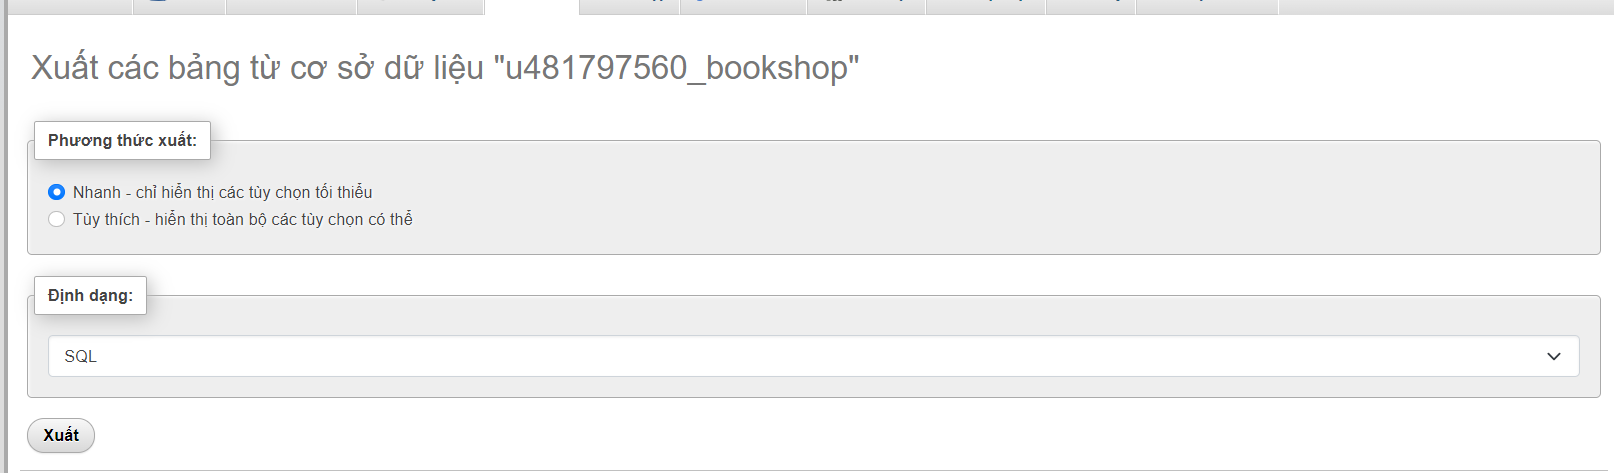 Xuất các bảng từ cơ sở dữ liệu "u481797560_bookshop"
Phương thức xuất:
Nhanh - chỉ hiển thị các tùy chọn tối thiểu
Tùy thích - hiển thị toàn bộ các tùy chọn có thể
Định dạng:
SQL
Xuất